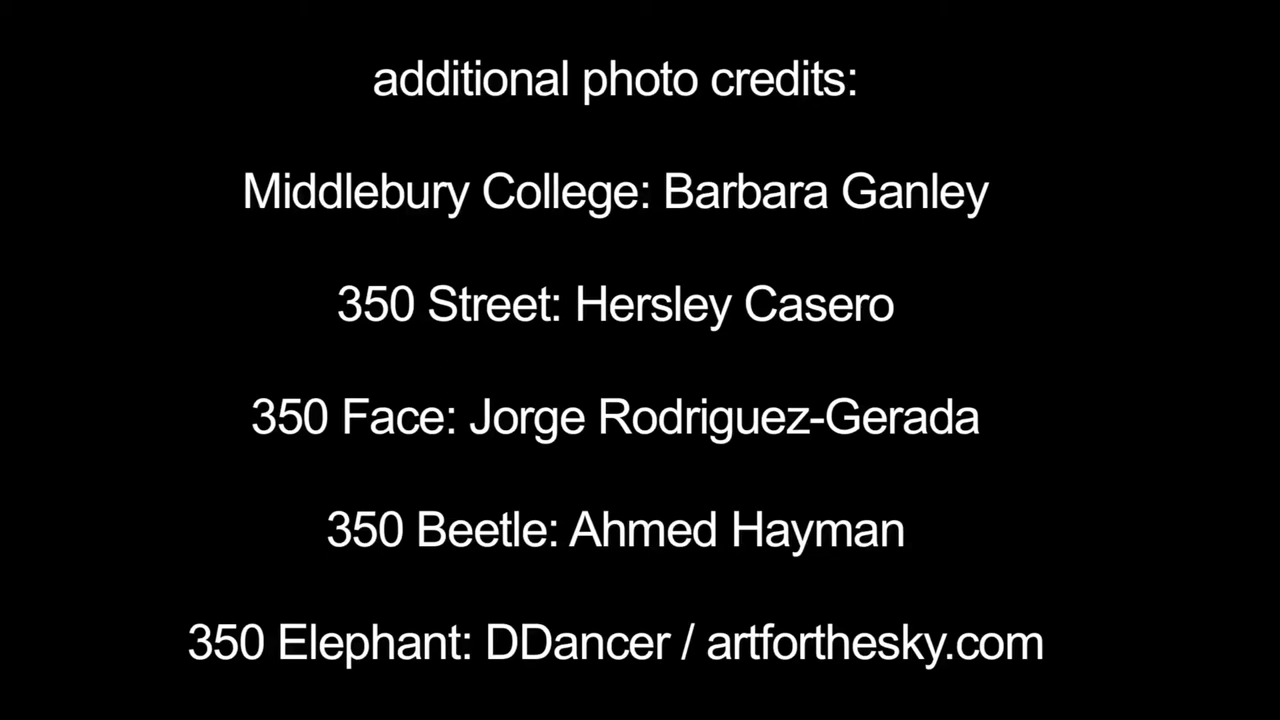 additional photo credits:
Middlebury College: Barbara Ganley
350 Street: Hersley Casero
350 Face: Jorge Rodriguez-Gerada
350 Beetle: Ahmed Hayman
350 Elephant: DDancer / artforthesky.com